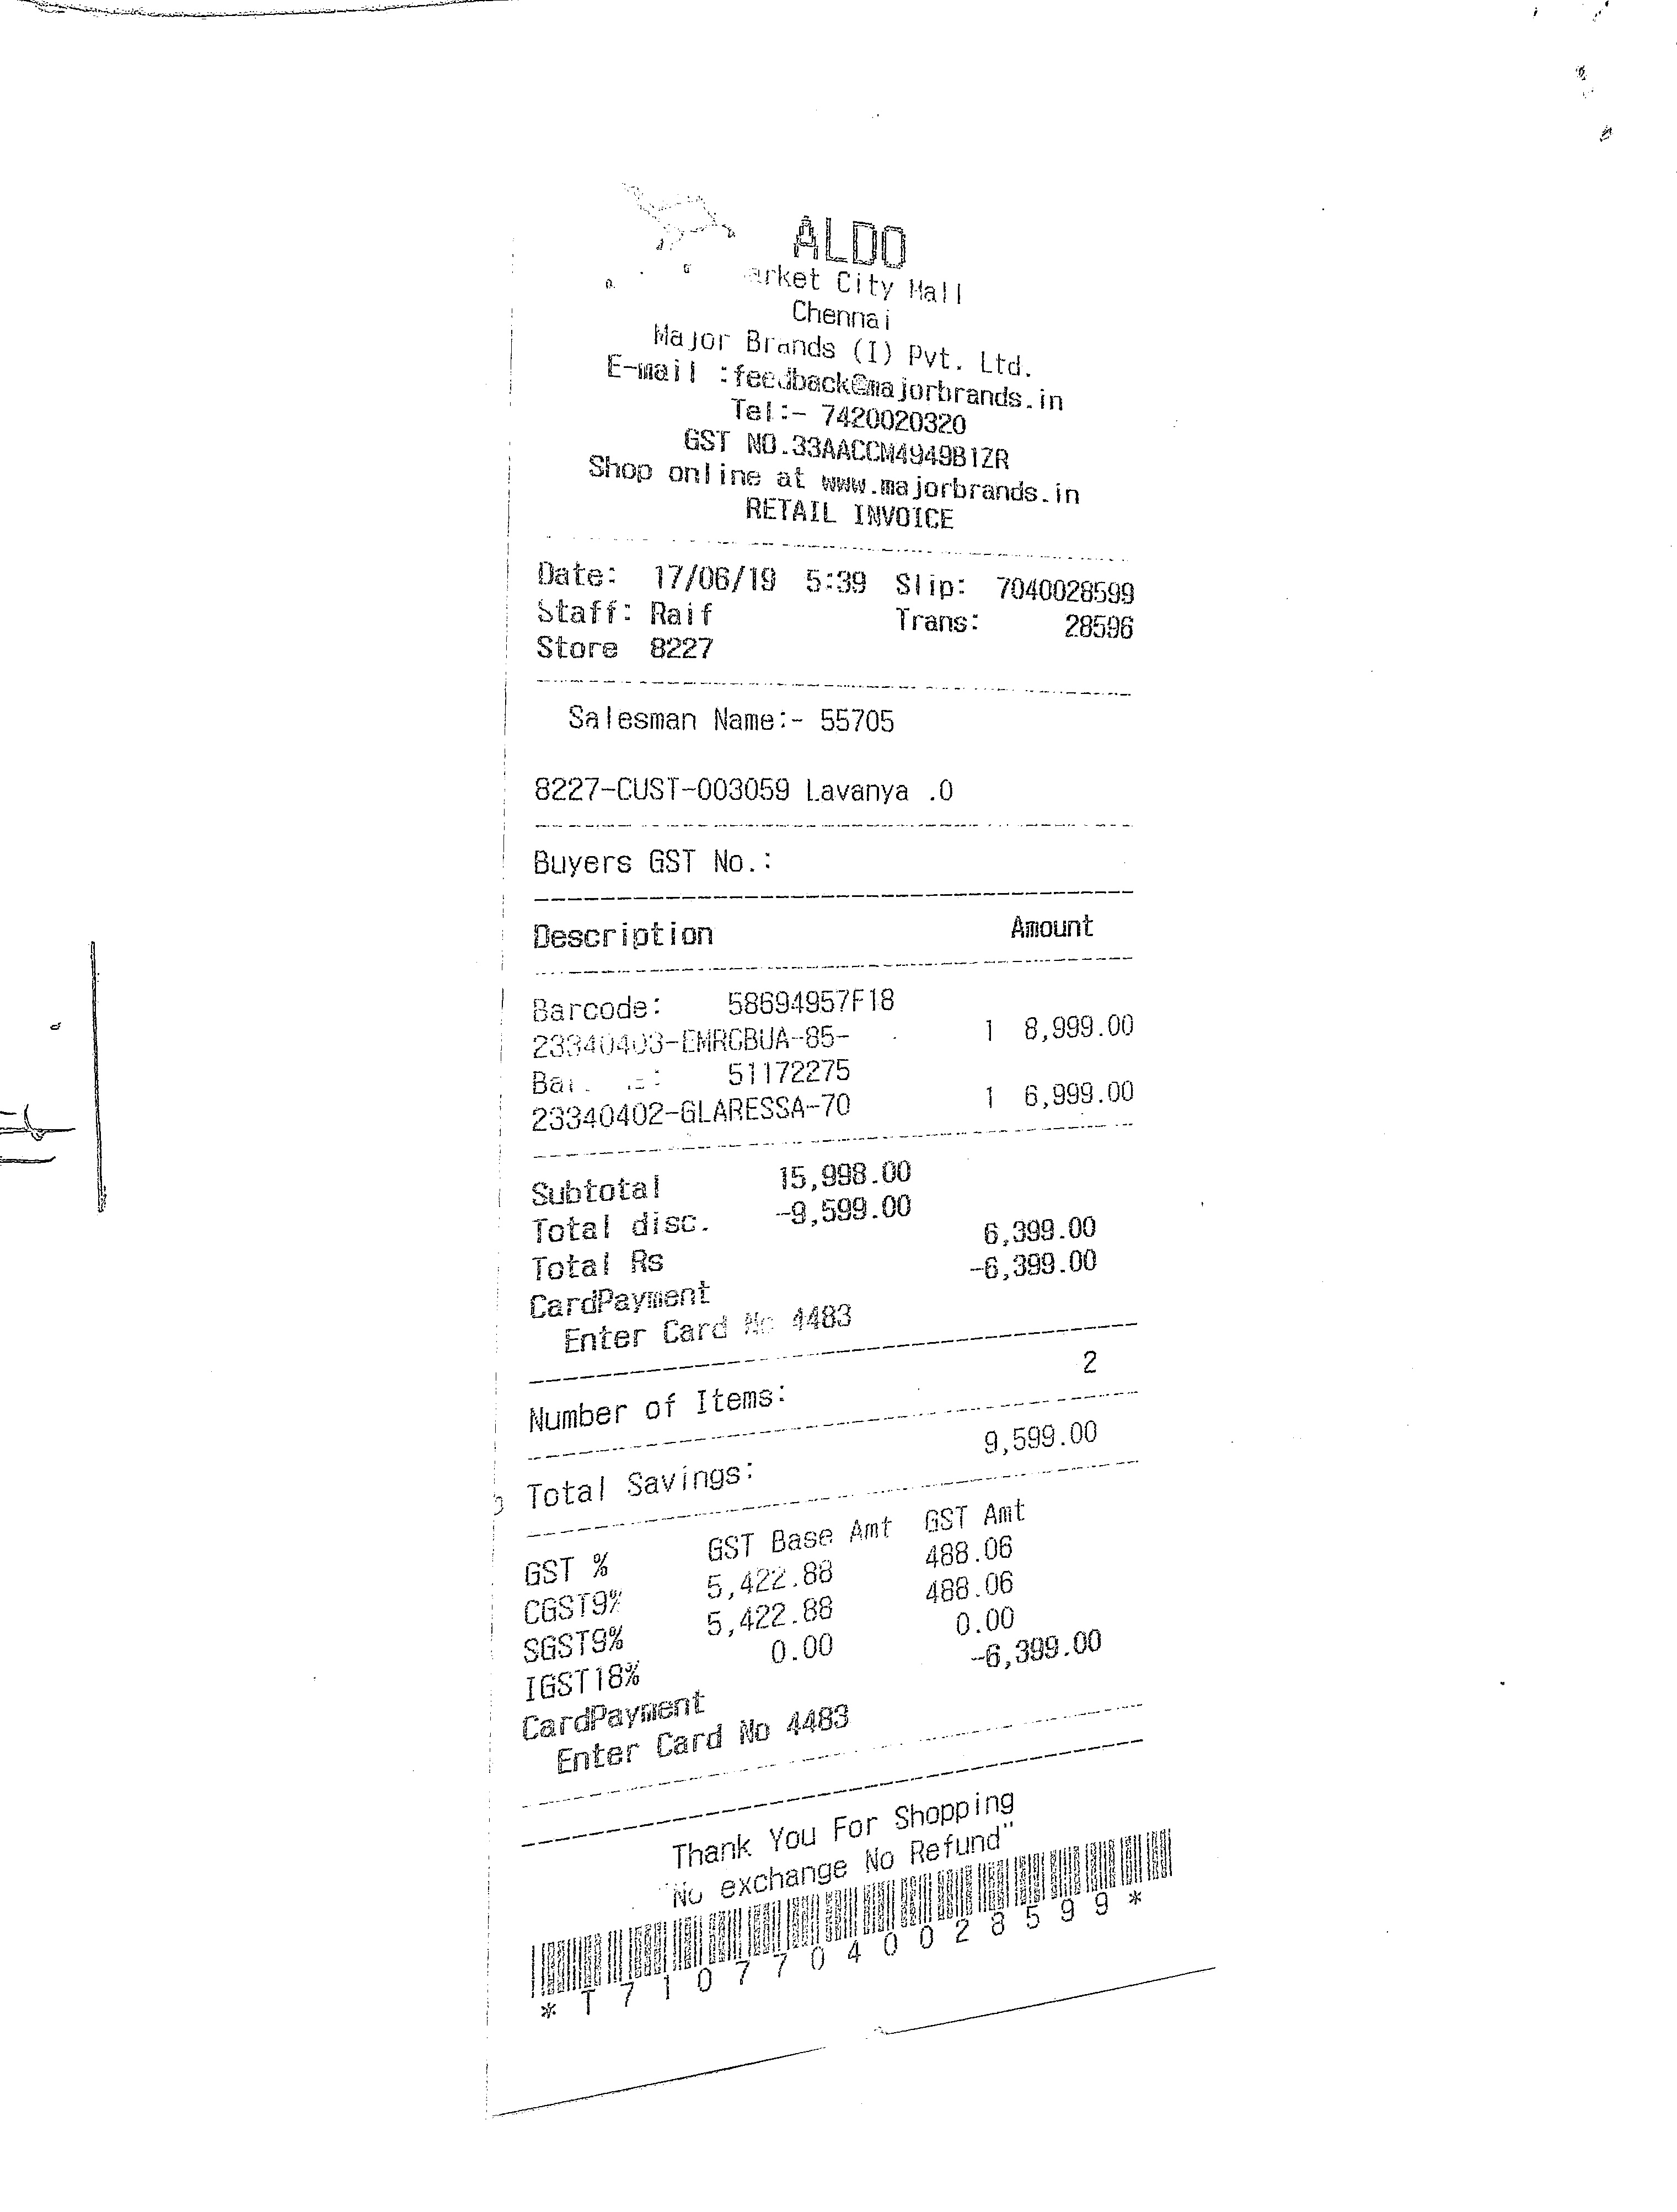 ALDO
arket City Mall
Chennai
Major Brands (I) Pvt. Ltd.
E-mail :feedback@majorbrands.in
Tel:- 7420020320
GST NO.33AACCM4949B1ZR
Shop online at www.majorbrands.in
RETAIL INVOICE
Date: 17/06/19 5:39 Slip: 7040028599
Staff: Raif Trans: 28596
Store 8227
Salesman Name:- 55705
8227-CUST-003059 Lavanya .0
Buyers GST No.:
Description Amount
Barcode: 58694957F18
23340403-EMRGBUA-85- 1 8,999.00
51172275
23340402-GLARESSA-70 1 6,999.00
Subtotal 15,998.00
Total disc. -9,599.00
Total Rs 6,399.00
CardPayment -6,399.00
Enter Card No 4483
Number of Items: 2
Total Savings: 9,599.00
GST % GST Base Amt GST Amt
CGST9% 5,422.88 488.06
SGST9% 5,422.88 488.06
IGST18% 0.00 0.00
CardPayment -6,399.00
Enter Card No 4483
Thank You For Shopping
"No exchange No Refund"
*T71077040028599*